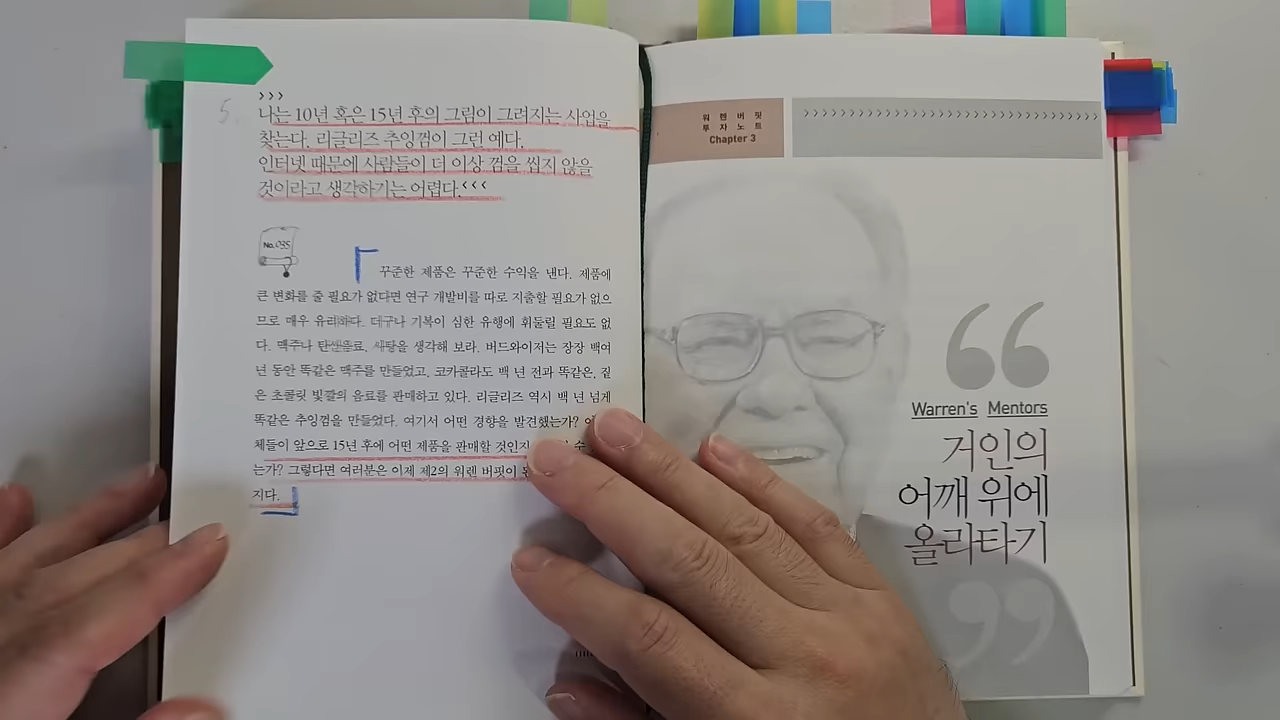 5.
>>>
나는 10년 혹은 15년 후의 그림이 그려지는 사업을
찾는다. 리글리즈 추잉껌이 그런 예다.
인터넷 때문에 사람들이 더 이상 껌을 씹지 않을
것이라고 생각하기는 어렵다.<<<
No. 035
꾸준한 제품은 꾸준한 수익을 낸다. 제품에
큰 변화를 줄 필요가 없다면 연구 개발비를 따로 지출할 필요가 없으
므로 매우 유리하다. 더구나 기복이 심한 유행에 휘둘릴 필요도 없
다. 맥주나 탄산음료, 사탕을 생각해 보라. 버드와이저는 장장 백여
년 동안 똑같은 맥주를 만들었고, 코카콜라도 백 년 전과 똑같은, 짙
은 초콜릿 빛깔의 음료를 판매하고 있다. 리글리즈 역시 백 년 넘게
똑같은 추잉껌을 만들었다. 여기서 어떤 경향을 발견했는가?
체들이 앞으로 15년 후에 어떤 제품을 판매할 것인지 수
는가? 그렇다면 여러분은 이제 제2의 워렌 버핏이
지다.
워렌버핏
투자노트
Chapter 3
>>>>>>>>>>>>>>>>>>>>>>>>>>>>>>
“
Warren's Mentors
거인의
어깨 위에
올라타기
”